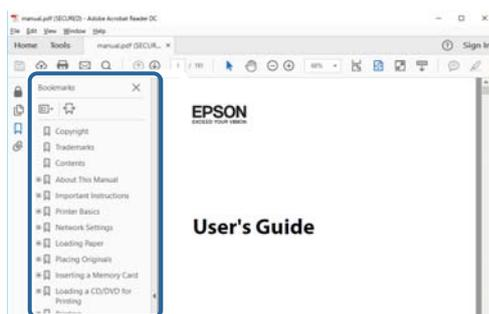 manual.pdf (SECURED) - Adobe Acrobat Reader DC
File Edit View Window Help
Home Tools manual.pdf (SECUR... ×
Sign In
Bookmarks
Copyright
Trademarks
Contents
About This Manual
Important Instructions
Printer Basics
Network Settings
Loading Paper
Placing Originals
Inserting a Memory Card
Loading a CD/DVD for
Printing
EPSON
EXCEED YOUR VISION
User's Guide